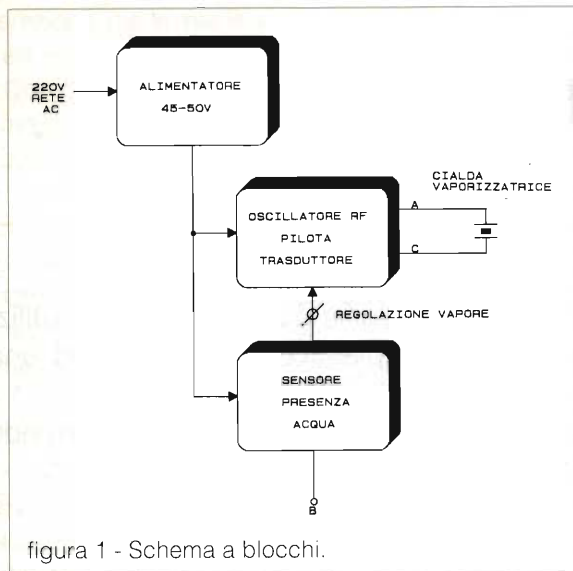 220V
RETE
AC
ALIMENTATORE
45-50V
CIALDA
VAPORIZZATRICE
OSCILLATORE RF
PILOTA
TRASDUTTORE
A
C
REGOLAZIONE VAPORE
SENSORE
PRESENZA
ACQUA
B
figura 1 - Schema a blocchi.